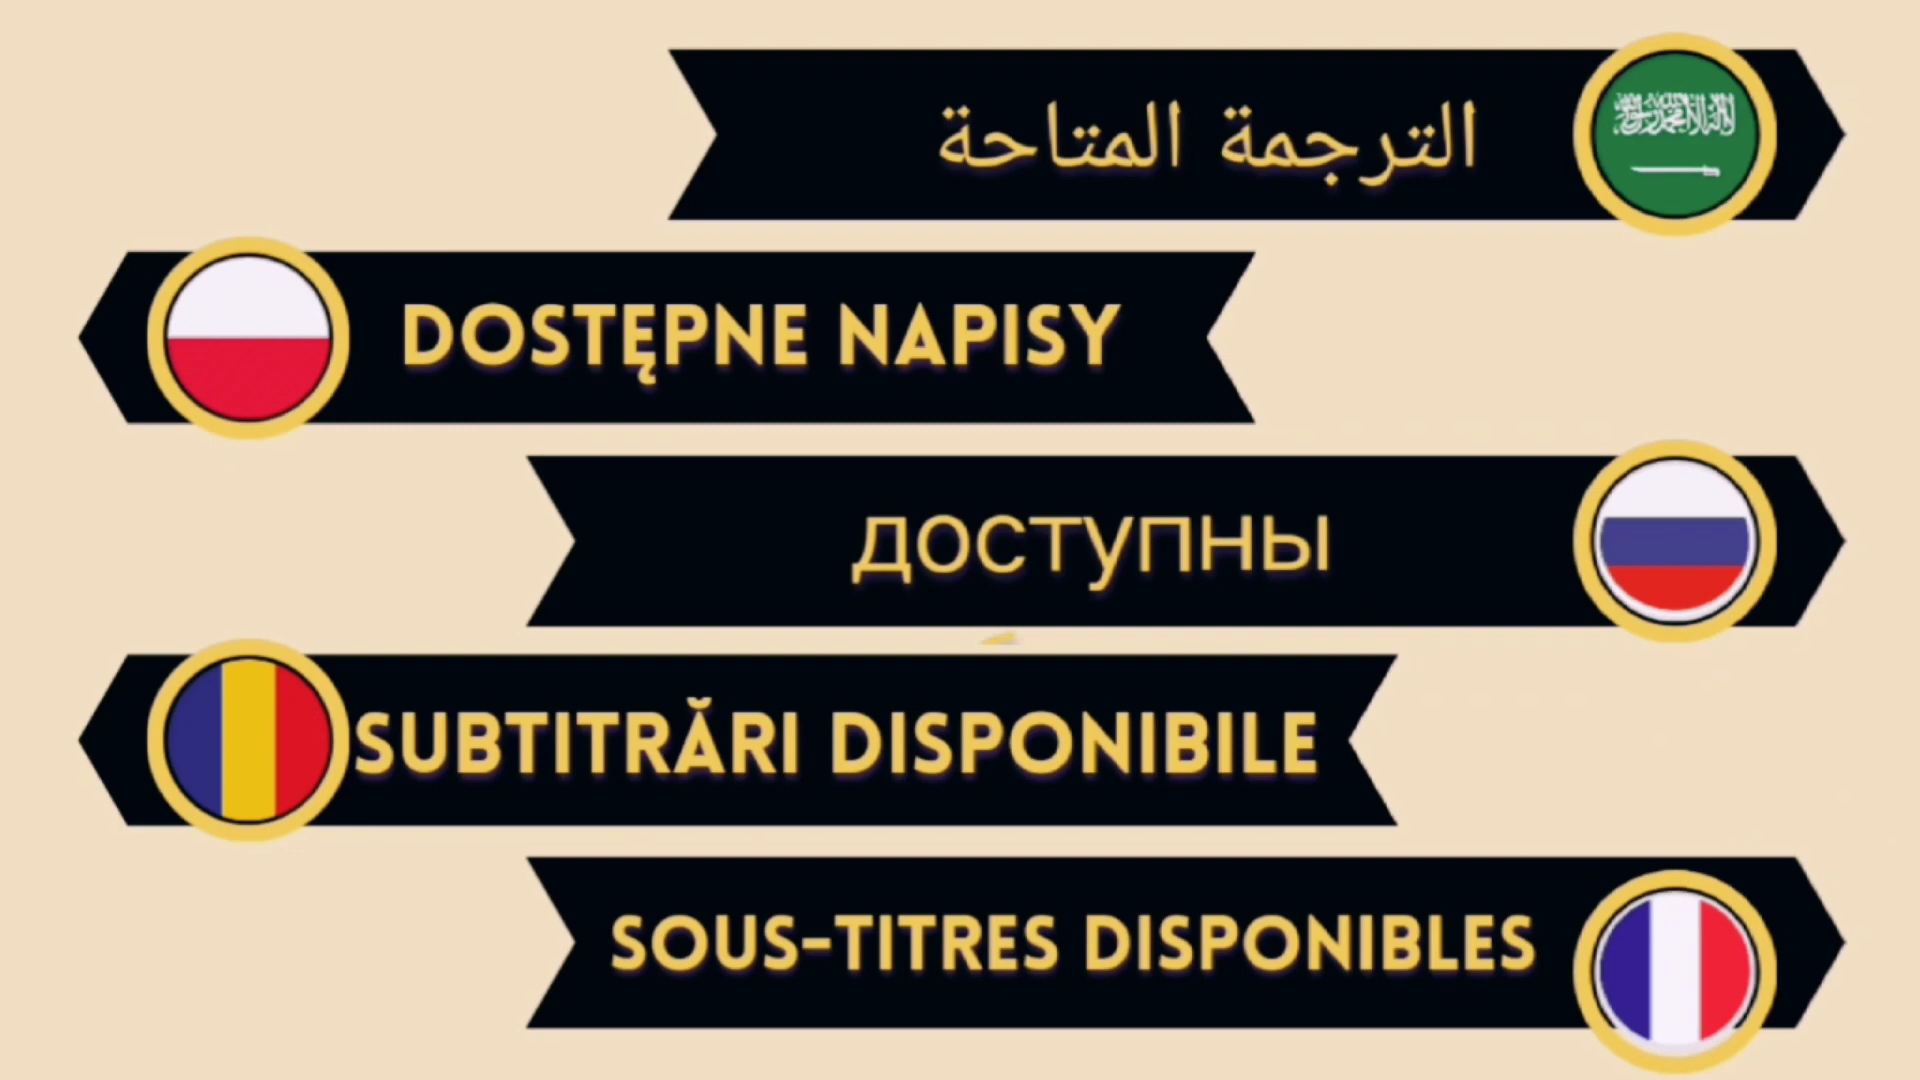 الترجمة المتاحة
DOSTĘPNE NAPISY
доступны
SUBTITRĂRI DISPONIBILE
SOUS-TITRES DISPONIBLES